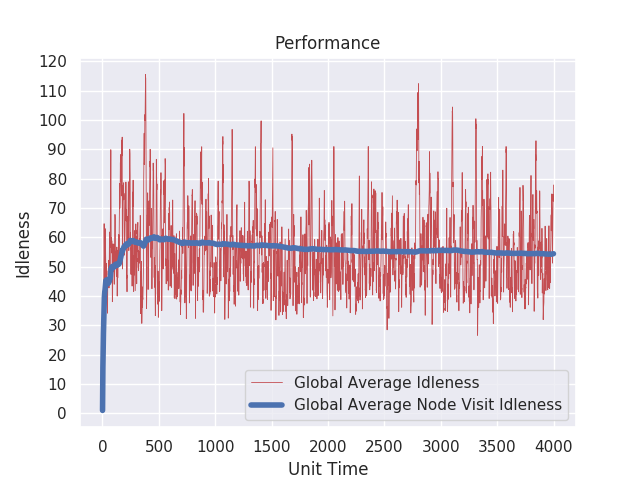 Performance
120
110
100
90
80
70
60
50
40
30
20
10
0
Idleness
Global Average Idleness
Global Average Node Visit Idleness
0 500 1000 1500 2000 2500 3000 3500 4000
Unit Time